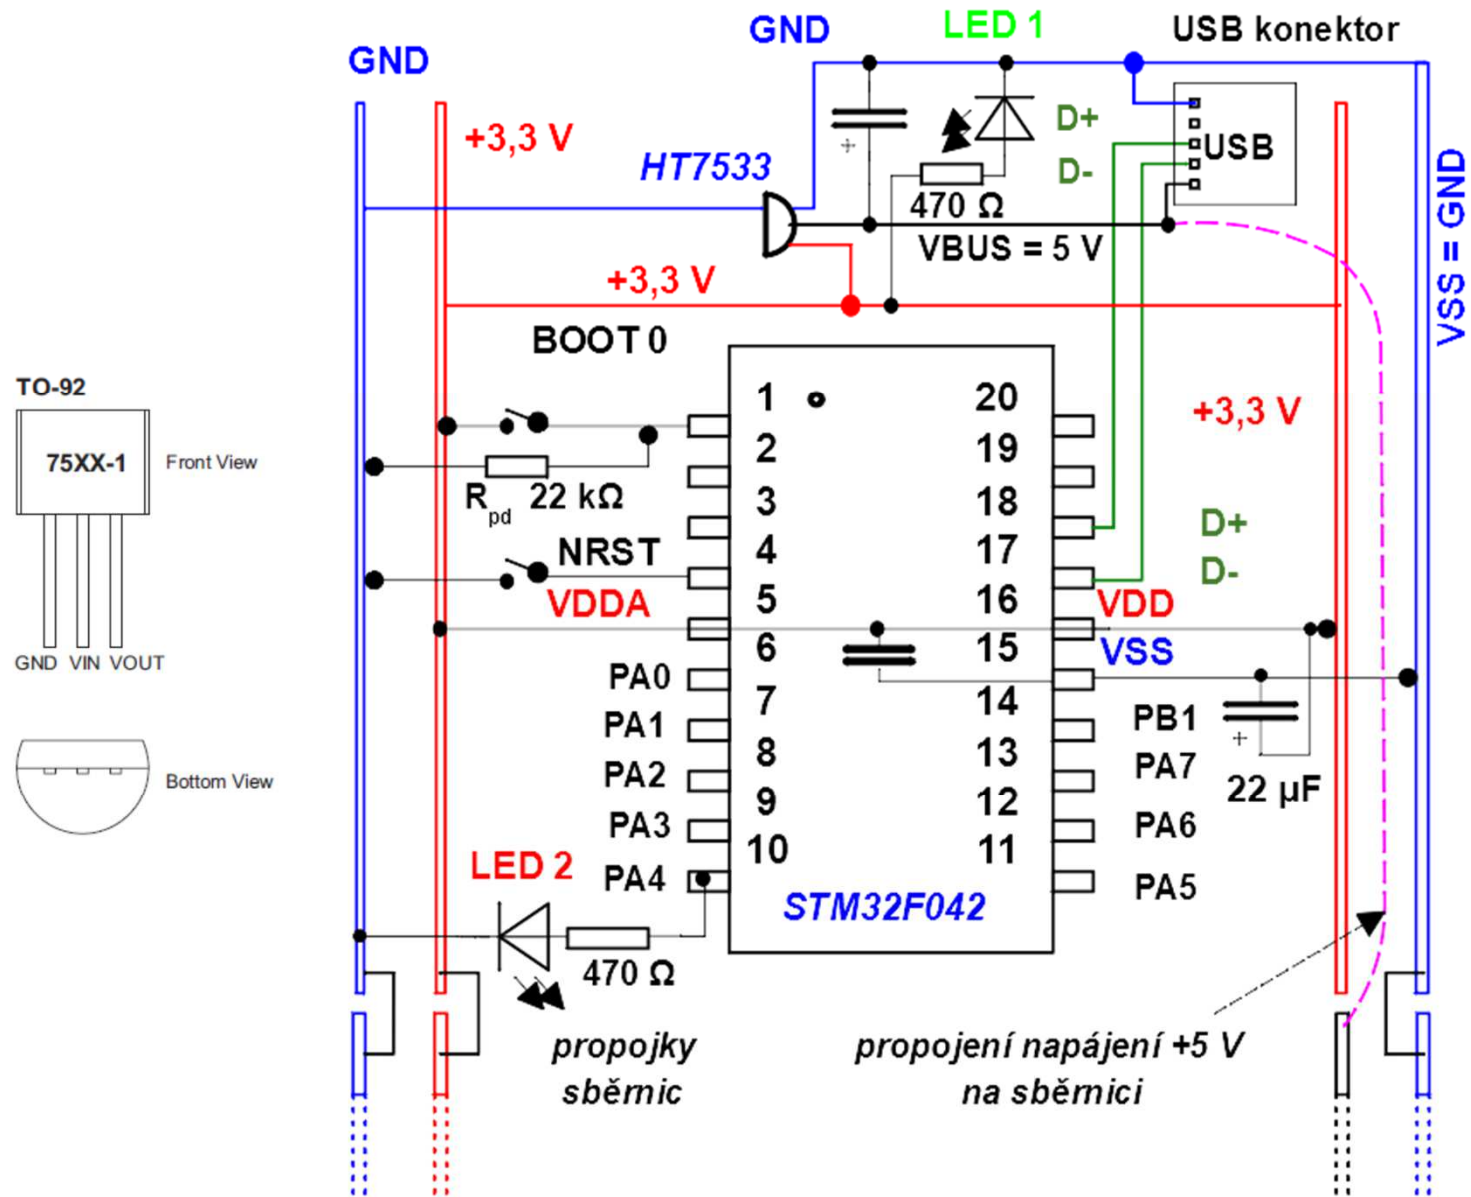 GND
GND
LED 1
USB konektor
+3,3 V
HT7533
D+
D-
USB
470 Ω
VBUS = 5 V
VSS = GND
+3,3 V
BOOT 0
TO-92
75XX-1
Front View
GND VIN VOUT
Bottom View
1
20
+3,3 V
2
19
Rpd 22 kΩ
3
18
D+
NRST
4
17
D-
VDDA
5
16
VDD
6
15
VSS
PA0
7
14
PB1
PA1
8
13
PA7
PA2
22 µF
9
12
PA3
PA6
10
11
LED 2
PA4
PA5
STM32F042
470 Ω
propojky
sběrnic
propojení napájení +5 V
na sběrnici